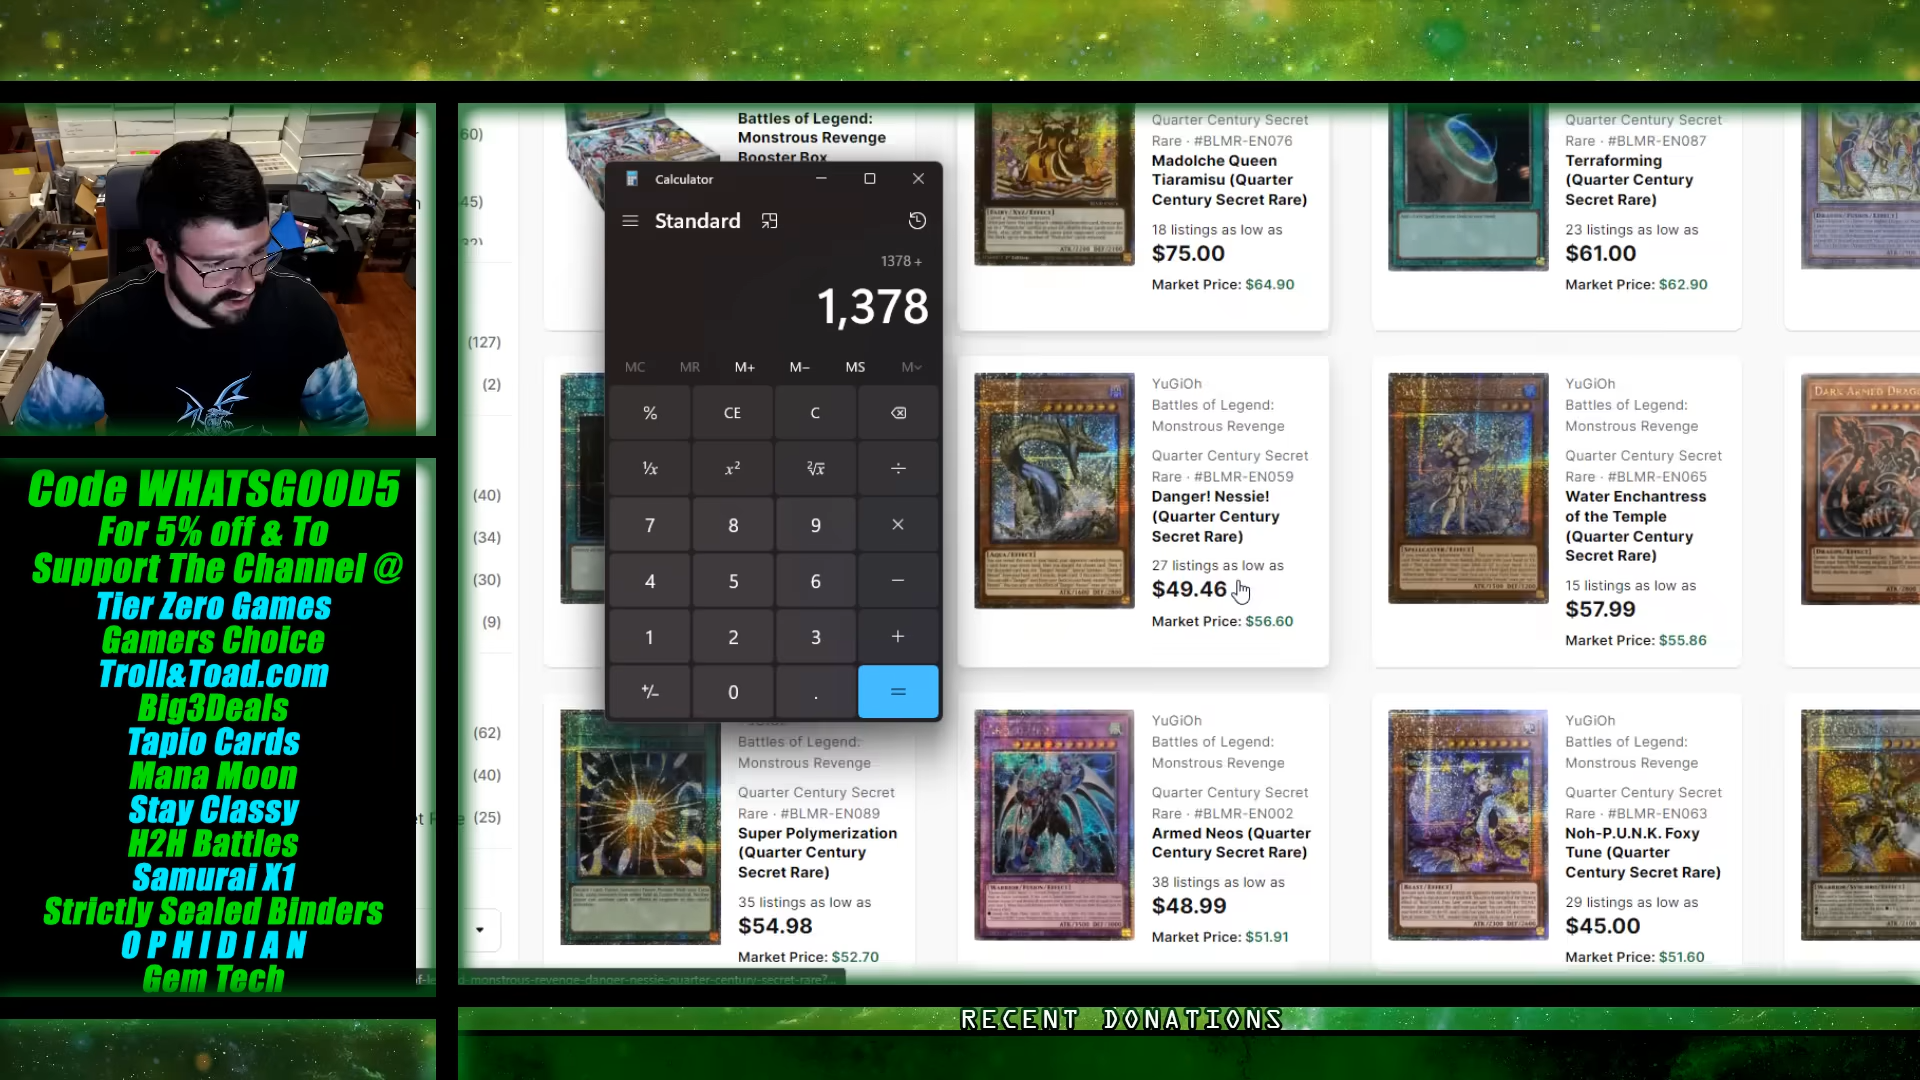 Code WHATSGOOD5
For 5% off & To
Support The Channel @
Tier Zero Games
Gamers Choice
Troll&Toad.com
Big3Deals
Tapio Cards
Mana Moon
Stay Classy
H2H Battles
Samurai X1
Strictly Sealed Binders
OPHIDIAN
Gem Tech
60)
45)
32)
(127)
(2)
(40)
(34)
(30)
(9)
(62)
(40)
(25)
Battles of Legend:
Monstrous Revenge
Booster Box
Calculator
Standard
1378 +
1,378
MC MR M+ M− MS M
% CE C
¹/x x² ²√x ÷
7 8 9 ×
4 5 6 −
1 2 3 +
+/− 0 . =
Quarter Century Secret
Rare · #BLMR-EN076
Madolche Queen
Tiaramisu (Quarter
Century Secret Rare)
18 listings as low as
$75.00
Market Price: $64.90
Quarter Century Secret
Rare · #BLMR-EN087
Terraforming
(Quarter Century
Secret Rare)
23 listings as low as
$61.00
Market Price: $62.90
YuGiOh
Battles of Legend:
Monstrous Revenge
Quarter Century Secret
Rare · #BLMR-EN059
Danger! Nessie!
(Quarter Century
Secret Rare)
27 listings as low as
$49.46
Market Price: $56.60
YuGiOh
Battles of Legend:
Monstrous Revenge
Quarter Century Secret
Rare · #BLMR-EN065
Water Enchantress
of the Temple
(Quarter Century
Secret Rare)
15 listings as low as
$57.99
Market Price: $55.86
DARK ARMED DRAG
Battles of Legend:
Monstrous Revenge
Quarter Century Secret
Rare · #BLMR-EN089
Super Polymerization
(Quarter Century
Secret Rare)
35 listings as low as
$54.98
Market Price: $52.70
YuGiOh
Battles of Legend:
Monstrous Revenge
Quarter Century Secret
Rare · #BLMR-EN002
Armed Neos (Quarter
Century Secret Rare)
38 listings as low as
$48.99
Market Price: $51.91
YuGiOh
Battles of Legend:
Monstrous Revenge
Quarter Century Secret
Rare · #BLMR-EN063
Noh-P.U.N.K. Foxy
Tune (Quarter
Century Secret Rare)
29 listings as low as
$45.00
Market Price: $51.60
RECENT DONATIONS